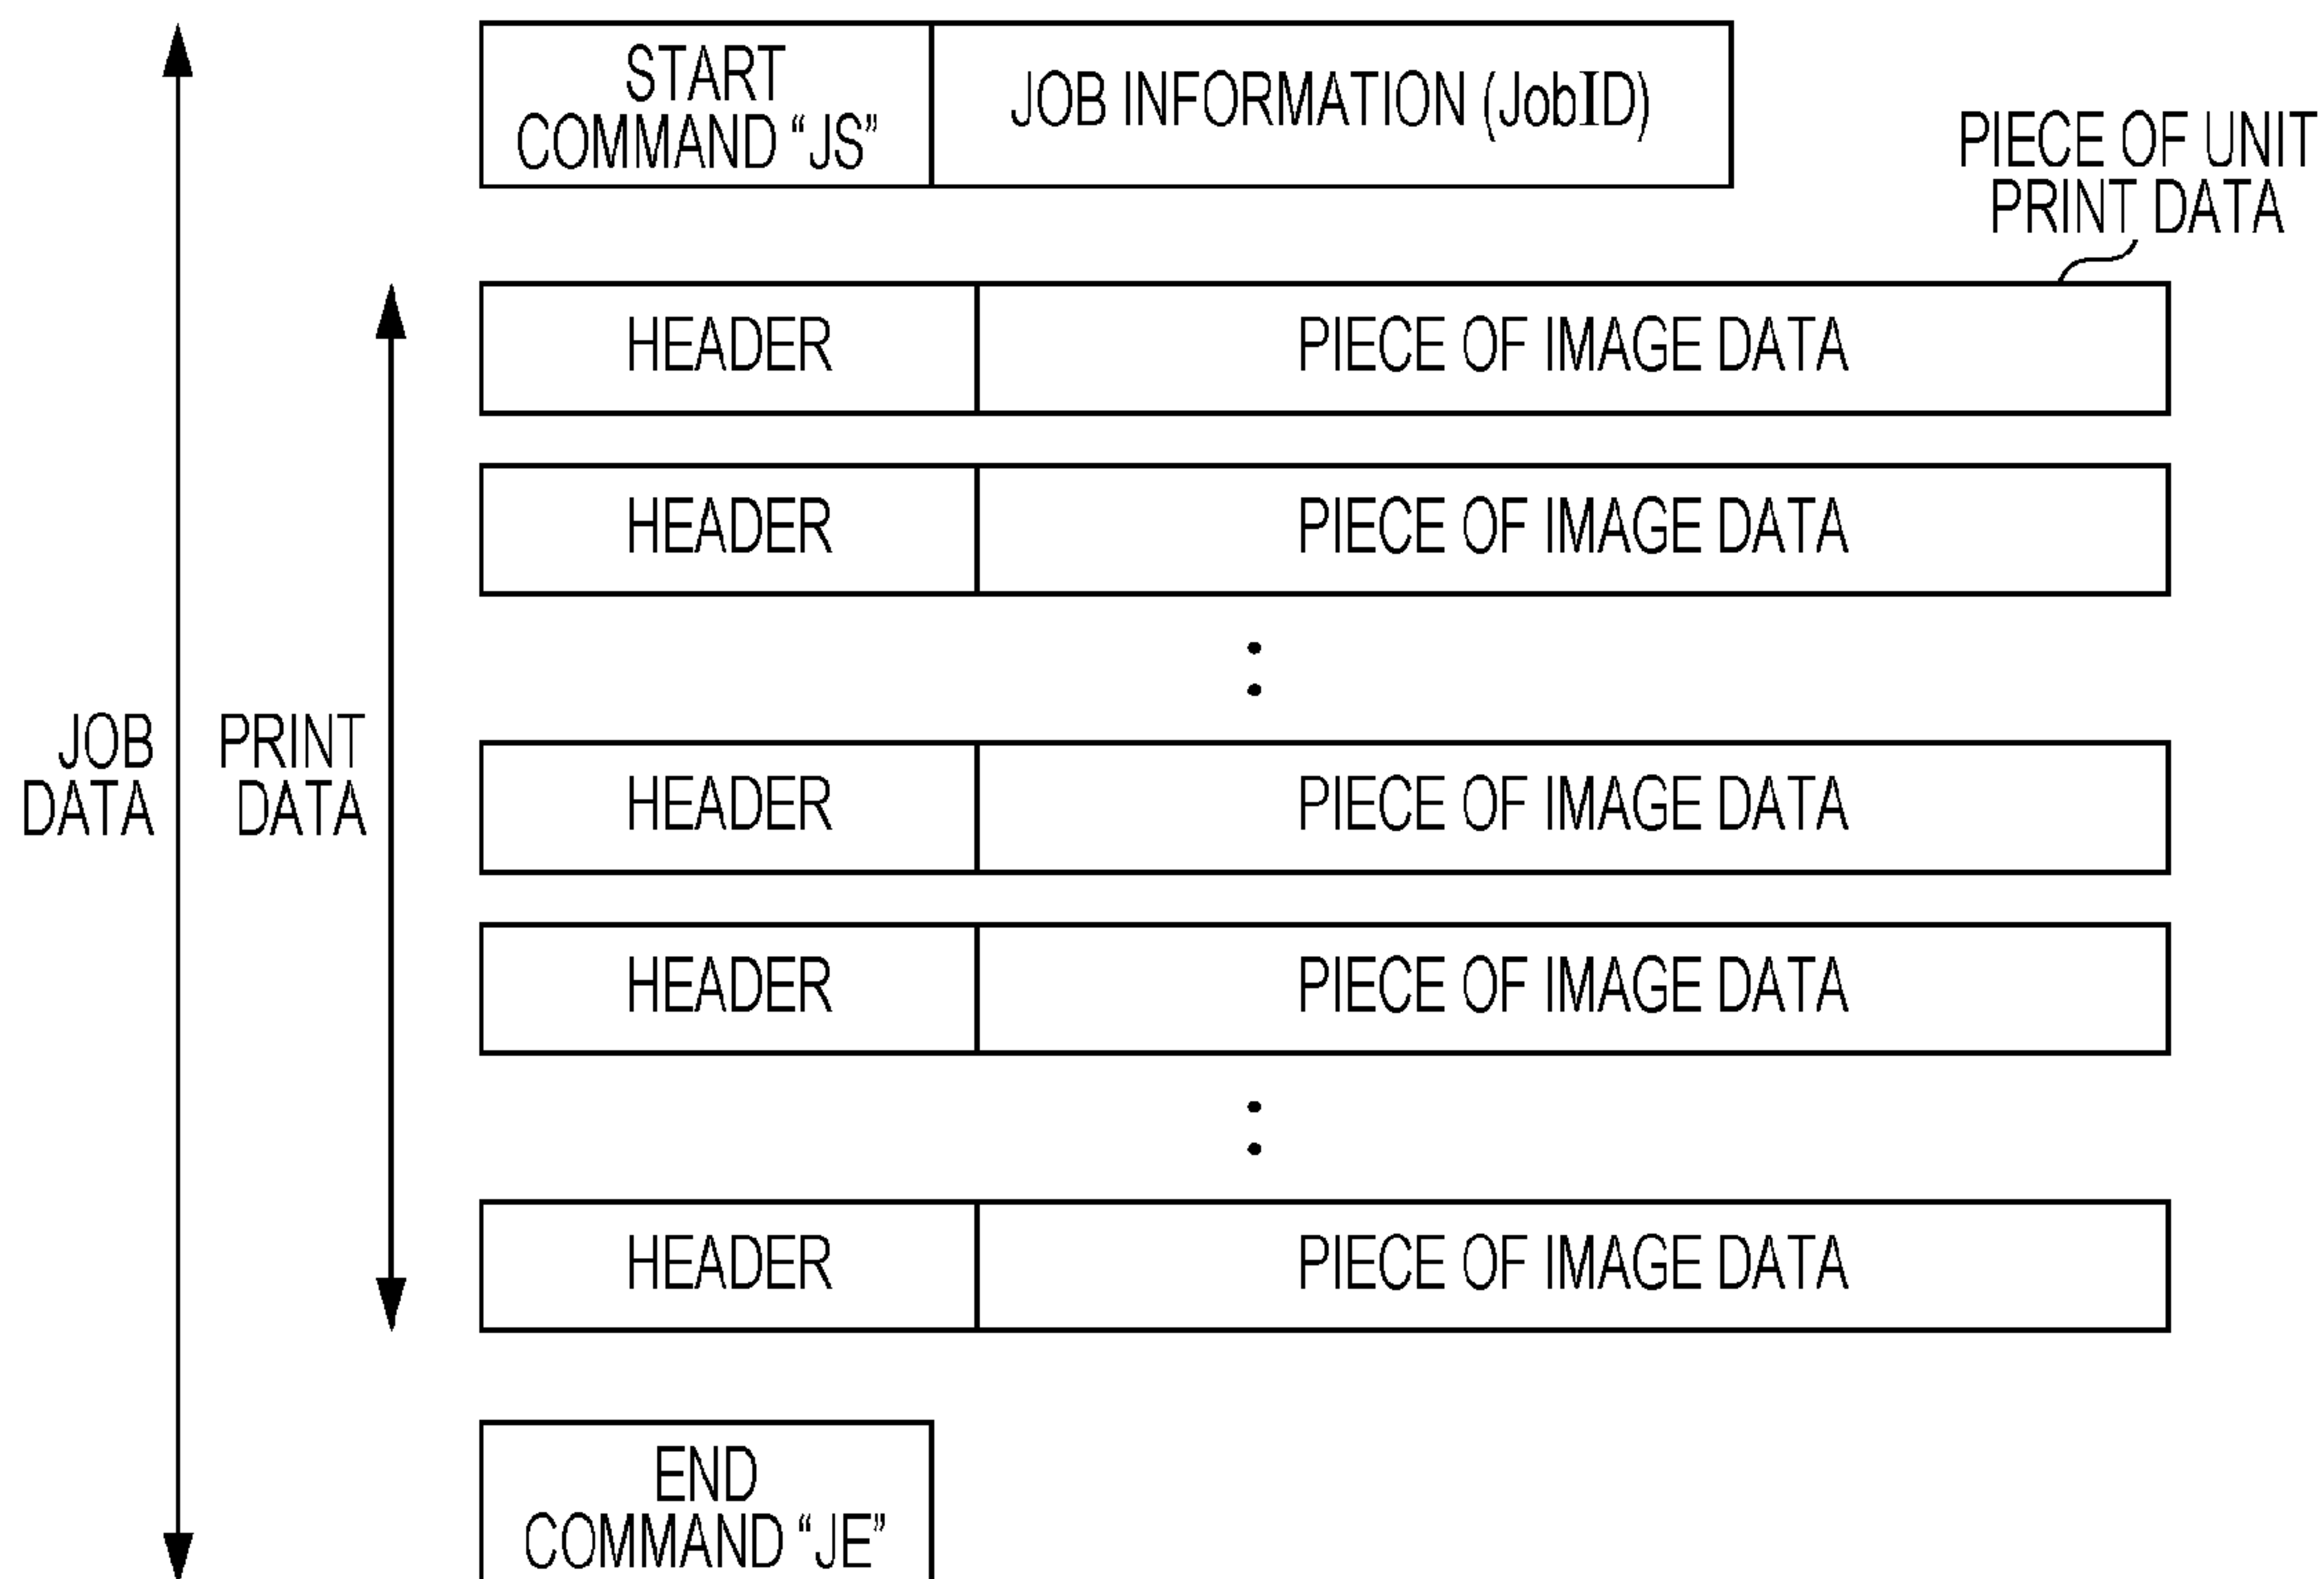 START
COMMAND “JS”
JOB INFORMATION (JobID)
PIECE OF UNIT
PRINT DATA
HEADER
PIECE OF IMAGE DATA
HEADER
PIECE OF IMAGE DATA
:
JOB
DATA
PRINT
DATA
HEADER
PIECE OF IMAGE DATA
HEADER
PIECE OF IMAGE DATA
:
HEADER
PIECE OF IMAGE DATA
END
COMMAND “JE”